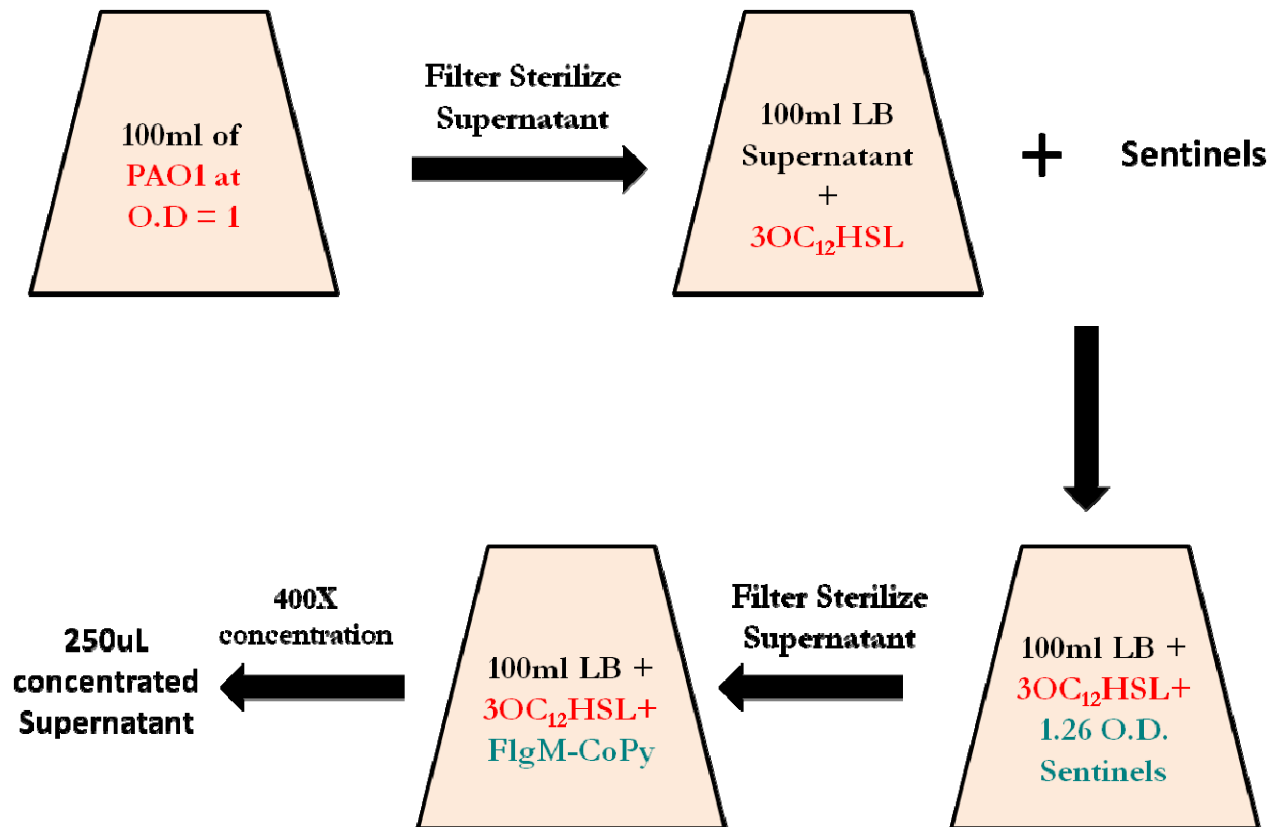 100ml of
PAO1 at
O.D = 1
Filter Sterilize
Supernatant
100ml LB
Supernatant
+
3OC₁₂HSL
+
Sentinels
100ml LB +
3OC₁₂HSL+
1.26 O.D.
Sentinels
Filter Sterilize
Supernatant
100ml LB +
3OC₁₂HSL+
FlgM-CoPy
400X
concentration
250uL
concentrated
Supernatant